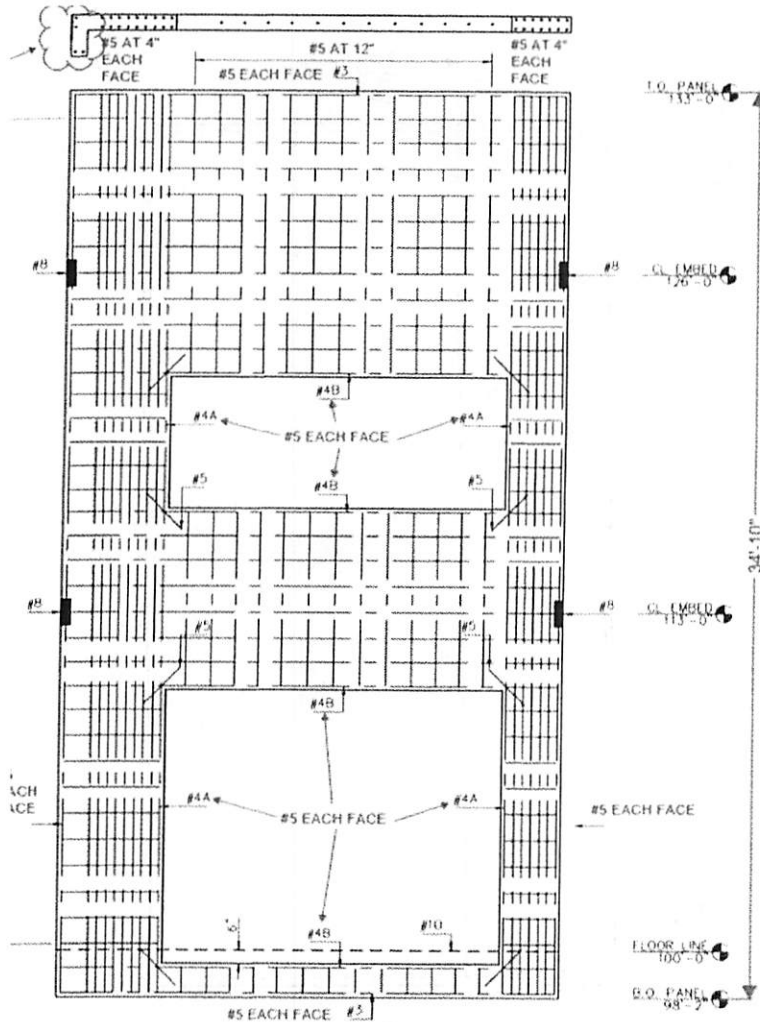 #5 AT 4"
EACH
FACE
#5 AT 12"
#5 AT 4"
EACH
FACE
#5 EACH FACE #3
T.O. PANEL
133'-0"
#8
#8
CL EMBED
126'-0"
#4B
#4A
#4A
#5 EACH FACE
#4B
#5
#5
34'-10"
#8
#8
CL EMBED
113'-0"
#5
#5
#4B
ACH
ACE
#4A
#4A
#5 EACH FACE
#5 EACH FACE
6"
#4B
#10
FLOOR LINE
100'-0"
B.O. PANEL
98'-2"
#5 EACH FACE #3